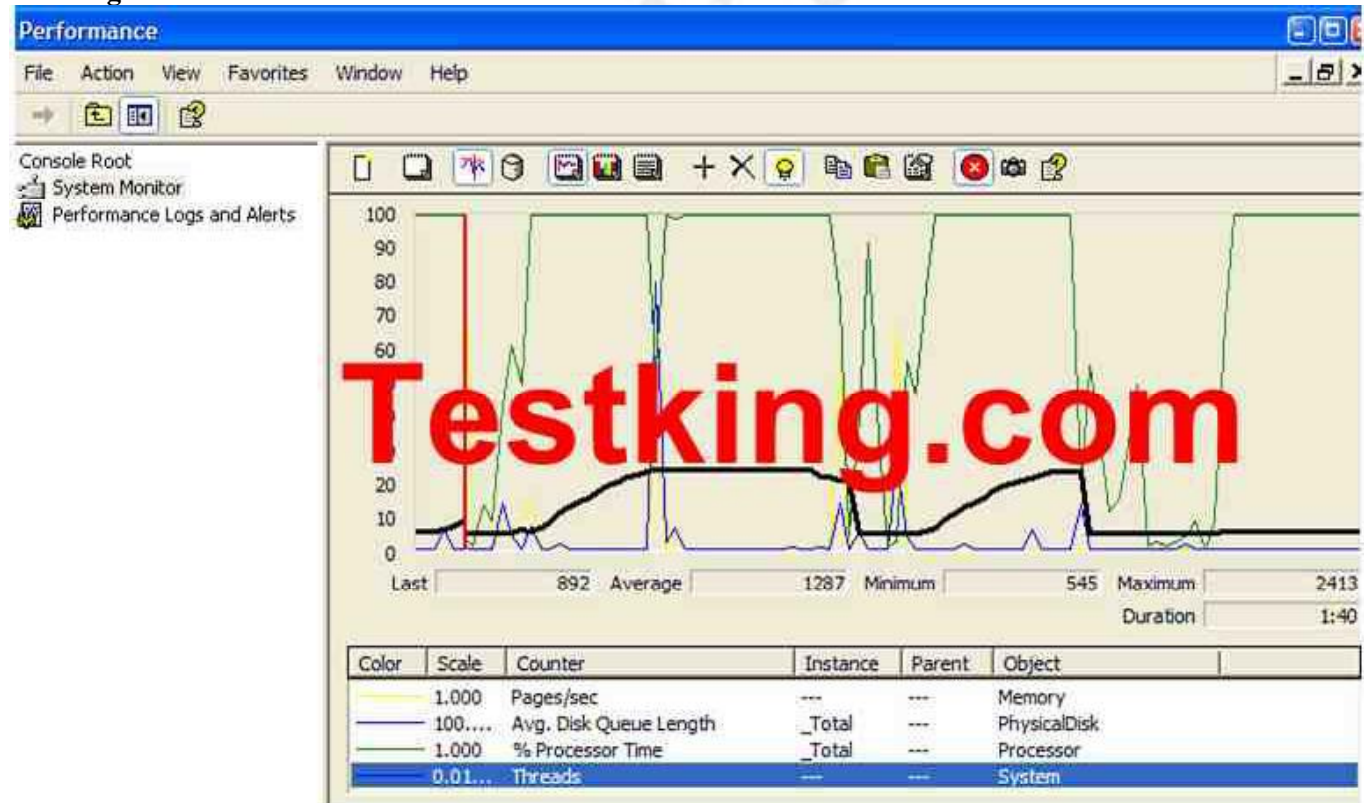 Performance
File Action View Favorites Window Help
Console Root
System Monitor
Performance Logs and Alerts
100
90
80
70
60
20
10
0
Testking.com
Last 892 Average 1287 Minimum 545 Maximum 2413
Duration 1:40
Color Scale Counter Instance Parent Object
1.000 Pages/sec --- --- Memory
100.... Avg. Disk Queue Length _Total --- PhysicalDisk
1.000 % Processor Time _Total --- Processor
0.01... Threads --- --- System